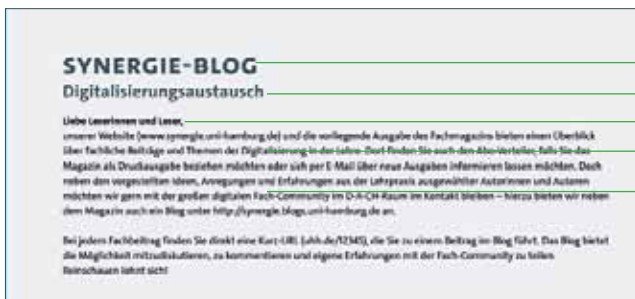 SYNERGIE-BLOG
Digitalisierungsaustausch
Liebe Leserinnen und Leser,
unserer Website (www.synergie.uni-hamburg.de) und die vorliegende Ausgabe des Fachmagazins bieten einen Überblick
über fachliche Beiträge und Themen der Digitalisierung in der Lehre. Dort finden Sie auch den Abo-Verteiler, falls Sie das
Magazin als Druckausgabe beziehen möchten oder sich per E-Mail über neue Ausgaben informieren lassen möchten. Doch
neben den vorgestellten Ideen, Anregungen und Erfahrungen aus der Lehrpraxis ausgewählter Autorinnen und Autoren
möchten wir gern mit der großen digitalen Fach-Community im D-A-CH-Raum im Kontakt bleiben – hierzu bieten wir neben
dem Magazin auch ein Blog unter http://synergie.blogs.uni-hamburg.de an.
Bei jedem Fachbeitrag finden Sie direkt eine Kurz-URL (uhh.de/12345), die Sie zu einem Beitrag im Blog führt. Das Blog bietet
die Möglichkeit mitzudiskutieren, zu kommentieren und eigene Erfahrungen mit der Fach-Community zu teilen
Reinschauen lohnt sich!